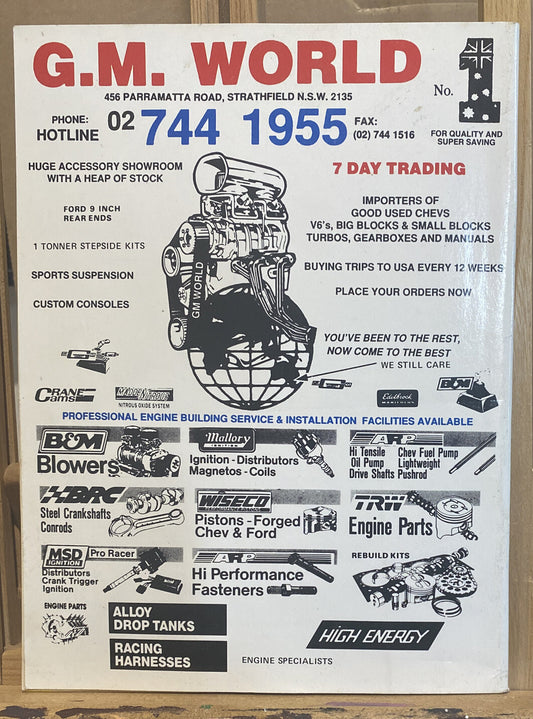 G.M. WORLD
No. 1
456 PARRAMATTA ROAD, STRATHFIELD N.S.W. 2135
PHONE:
HOTLINE
02 744 1955
FAX:
(02) 744 1516
FOR QUALITY AND
SUPER SAVING
HUGE ACCESSORY SHOWROOM
WITH A HEAP OF STOCK
7 DAY TRADING
FORD 9 INCH
REAR ENDS
IMPORTERS OF
GOOD USED CHEVS
V6's, BIG BLOCKS & SMALL BLOCKS
TURBOS, GEARBOXES AND MANUALS
1 TONNER STEPSIDE KITS
SPORTS SUSPENSION
BUYING TRIPS TO USA EVERY 12 WEEKS
CUSTOM CONSOLES
PLACE YOUR ORDERS NOW
GM WORLD
YOU'VE BEEN TO THE REST,
NOW COME TO THE BEST
WE STILL CARE
CRANE
Cams
NITROUS OXIDE SYSTEM
Edelbrock
B&M
PROFESSIONAL ENGINE BUILDING SERVICE & INSTALLATION FACILITIES AVAILABLE
B&M
Blowers
Mallory
IGNITION
Ignition - Distributors
Magnetos - Coils
ARP
Hi Tensile
Oil Pump
Drive Shafts
Chev Fuel Pump
Lightweight
Pushrod
BRC
Steel Crankshafts
Conrods
WISECO
PERFORMANCE PISTONS
Pistons - Forged
Chev & Ford
TRW
Engine Parts
MSD
IGNITION
Pro Racer
Distributors
Crank Trigger
Ignition
ARP
Hi Performance
Fasteners
REBUILD KITS
ENGINE PARTS
ALLOY
DROP TANKS
RACING
HARNESSES
HIGH ENERGY
ENGINE SPECIALISTS